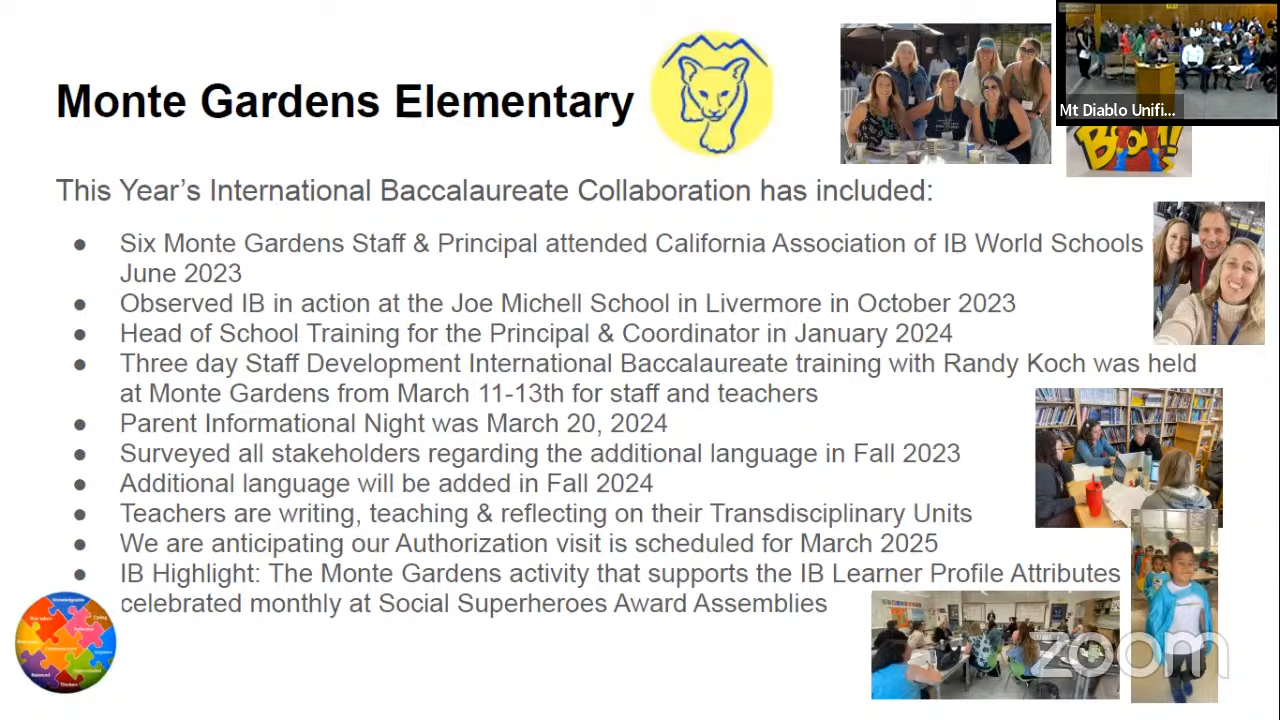 Monte Gardens Elementary
Mt Diablo Unifi...
BOOM!
This Year's International Baccalaureate Collaboration has included:
● Six Monte Gardens Staff & Principal attended California Association of IB World Schools
June 2023
● Observed IB in action at the Joe Michell School in Livermore in October 2023
● Head of School Training for the Principal & Coordinator in January 2024
● Three day Staff Development International Baccalaureate training with Randy Koch was held
at Monte Gardens from March 11-13th for staff and teachers
● Parent Informational Night was March 20, 2024
● Surveyed all stakeholders regarding the additional language in Fall 2023
● Additional language will be added in Fall 2024
● Teachers are writing, teaching & reflecting on their Transdisciplinary Units
● We are anticipating our Authorization visit is scheduled for March 2025
● IB Highlight: The Monte Gardens activity that supports the IB Learner Profile Attributes
celebrated monthly at Social Superheroes Award Assemblies
Knowledgeable
Caring
Balanced
Thinkers
zoom